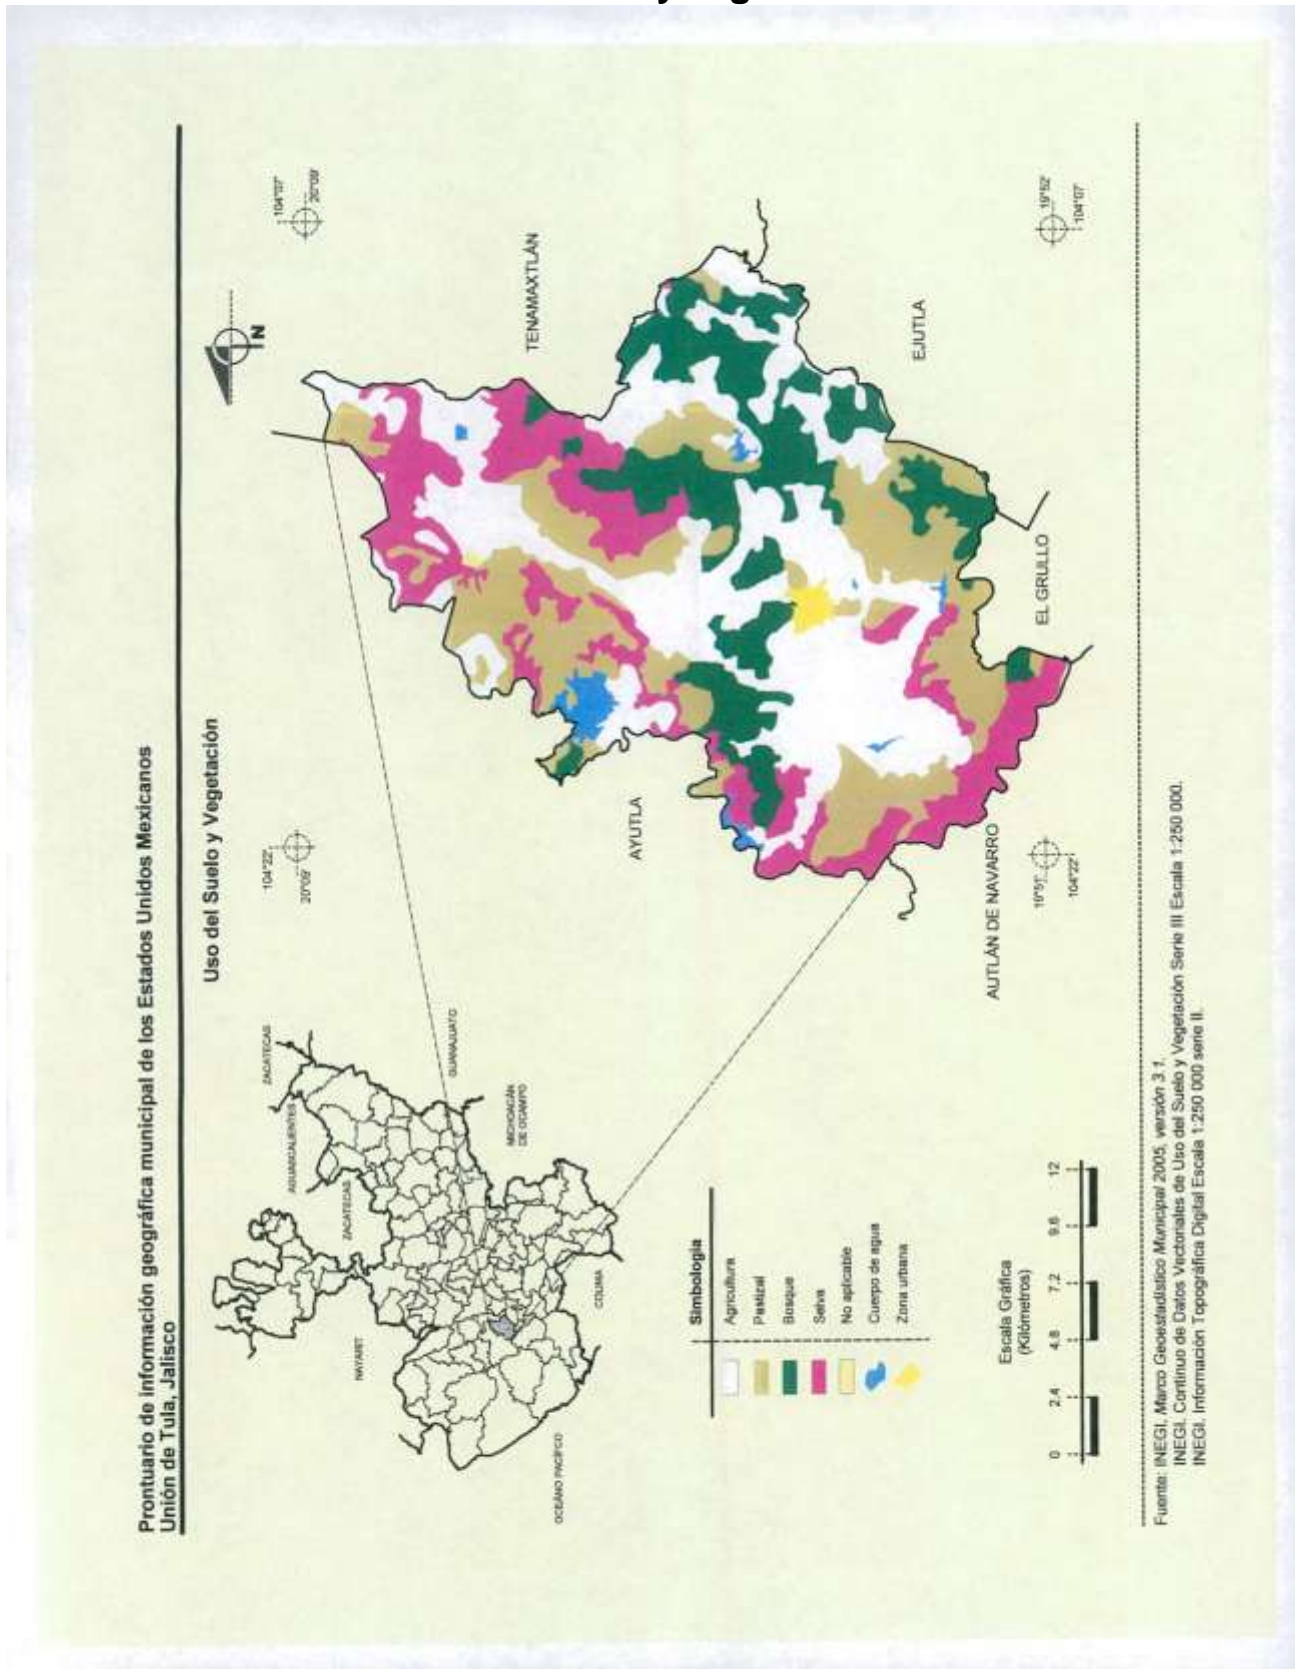 Prontuario de información geográfica municipal de los Estados Unidos Mexicanos
Unión de Tula, Jalisco
Uso del Suelo y Vegetación
ZACATECAS
AGUASCALIENTES
ZACATECAS
NAYARIT
GUANAJUATO
MICHOACÁN
DE OCAMPO
COLIMA
OCEÁNO PACÍFICO
104°22'
20°09'
104°07'
20°09'
N
TENAMAXTLÁN
AYUTLA
EJUTLA
EL GRULLO
AUTLÁN DE NAVARRO
19°51'
104°22'
19°52'
104°07'
Simbología
Agricultura
Pastizal
Bosque
Selva
No aplicable
Cuerpo de agua
Zona urbana
Escala Gráfica
(Kilómetros)
0 2.4 4.8 7.2 9.6 12
Fuente: INEGI. Marco Geoestadístico Municipal 2005, versión 3.1.
INEGI. Continuo de Datos Vectoriales de Uso del Suelo y Vegetación Serie III Escala 1:250 000.
INEGI. Información Topográfica Digital Escala 1:250 000 serie II.